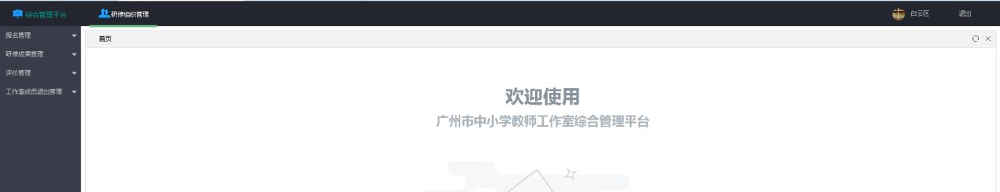 综合管理平台 研修组织管理 白云区 退出
报名管理
首页
研修成果管理
评价管理
工作室成员退出管理
欢迎使用
广州市中小学教师工作室综合管理平台